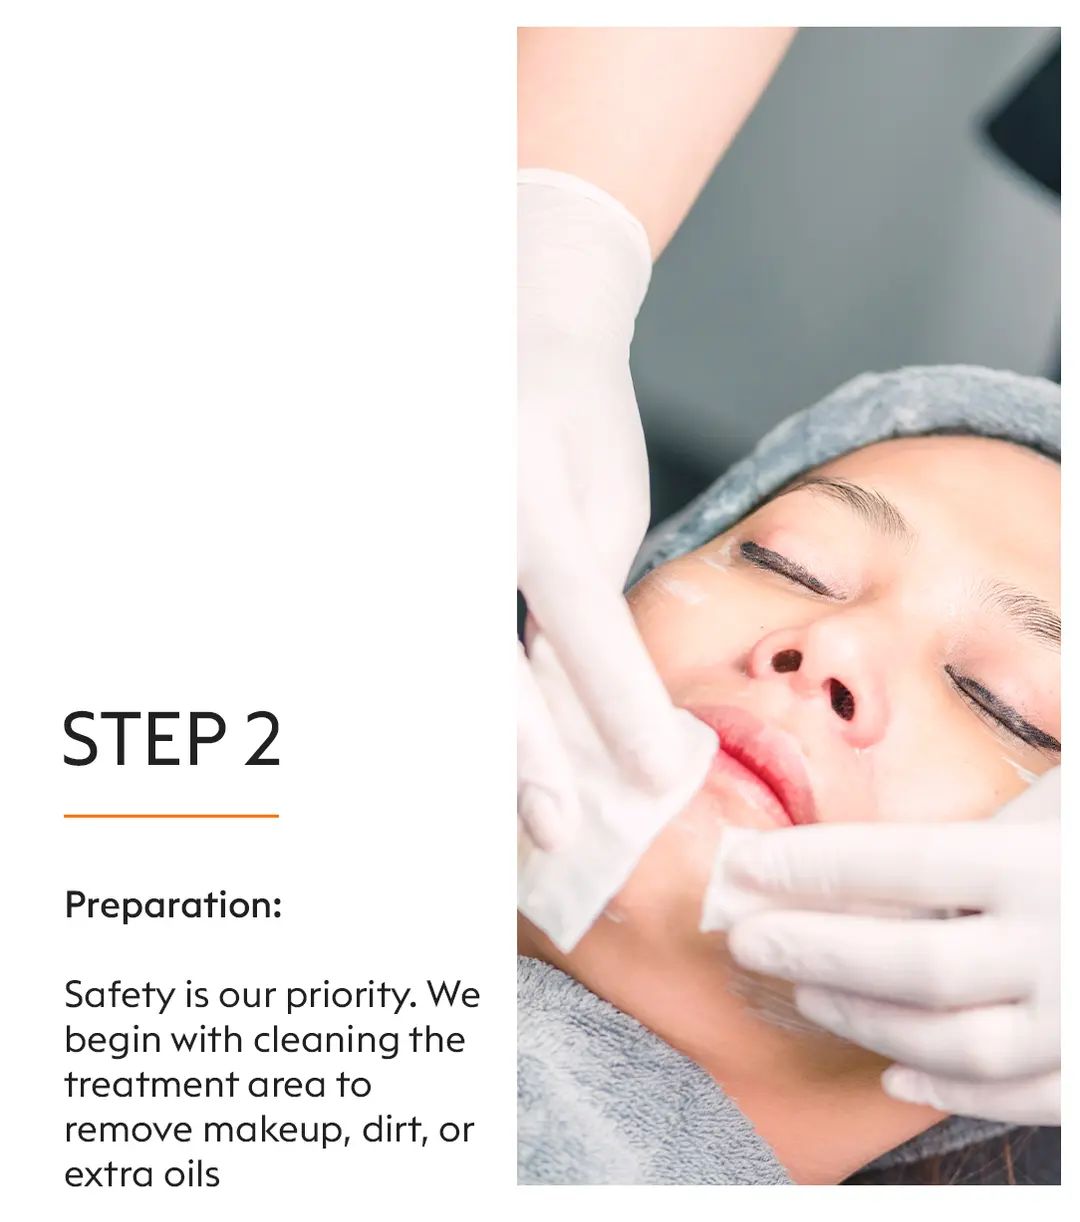 STEP 2
Preparation:
Safety is our priority. We
begin with cleaning the
treatment area to
remove makeup, dirt, or
extra oils